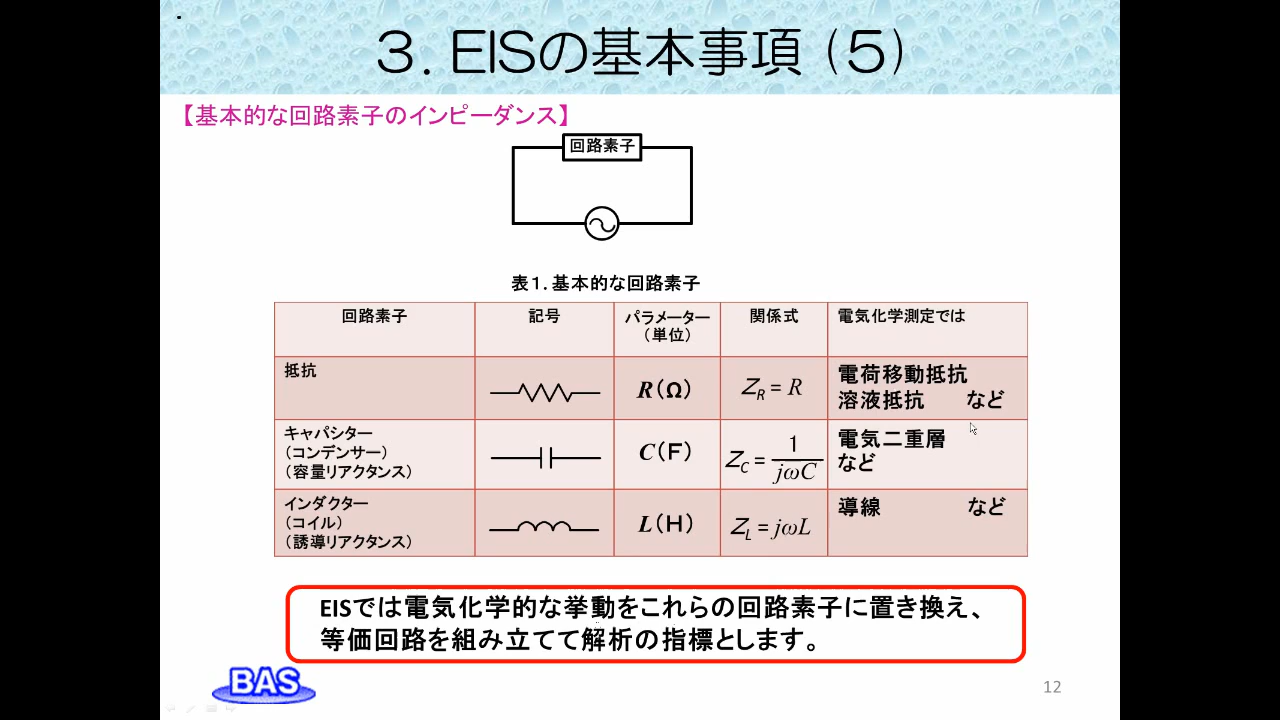 3. EISの基本事項 (5)
【基本的な回路素子のインピーダンス】
回路素子
表1. 基本的な回路素子
回路素子 記号 パラメーター（単位） 関係式 電気化学測定では
抵抗 R（Ω） Z_R = R 電荷移動抵抗
溶液抵抗 など
キャパシター
（コンデンサー）
（容量リアクタンス） C（F） Z_C = 1/jωC 電気二重層
など
インダクター
（コイル）
（誘導リアクタンス） L（H） Z_L = jωL 導線 など
EISでは電気化学的な挙動をこれらの回路素子に置き換え、
等価回路を組み立てて解析の指標とします。
BAS
12